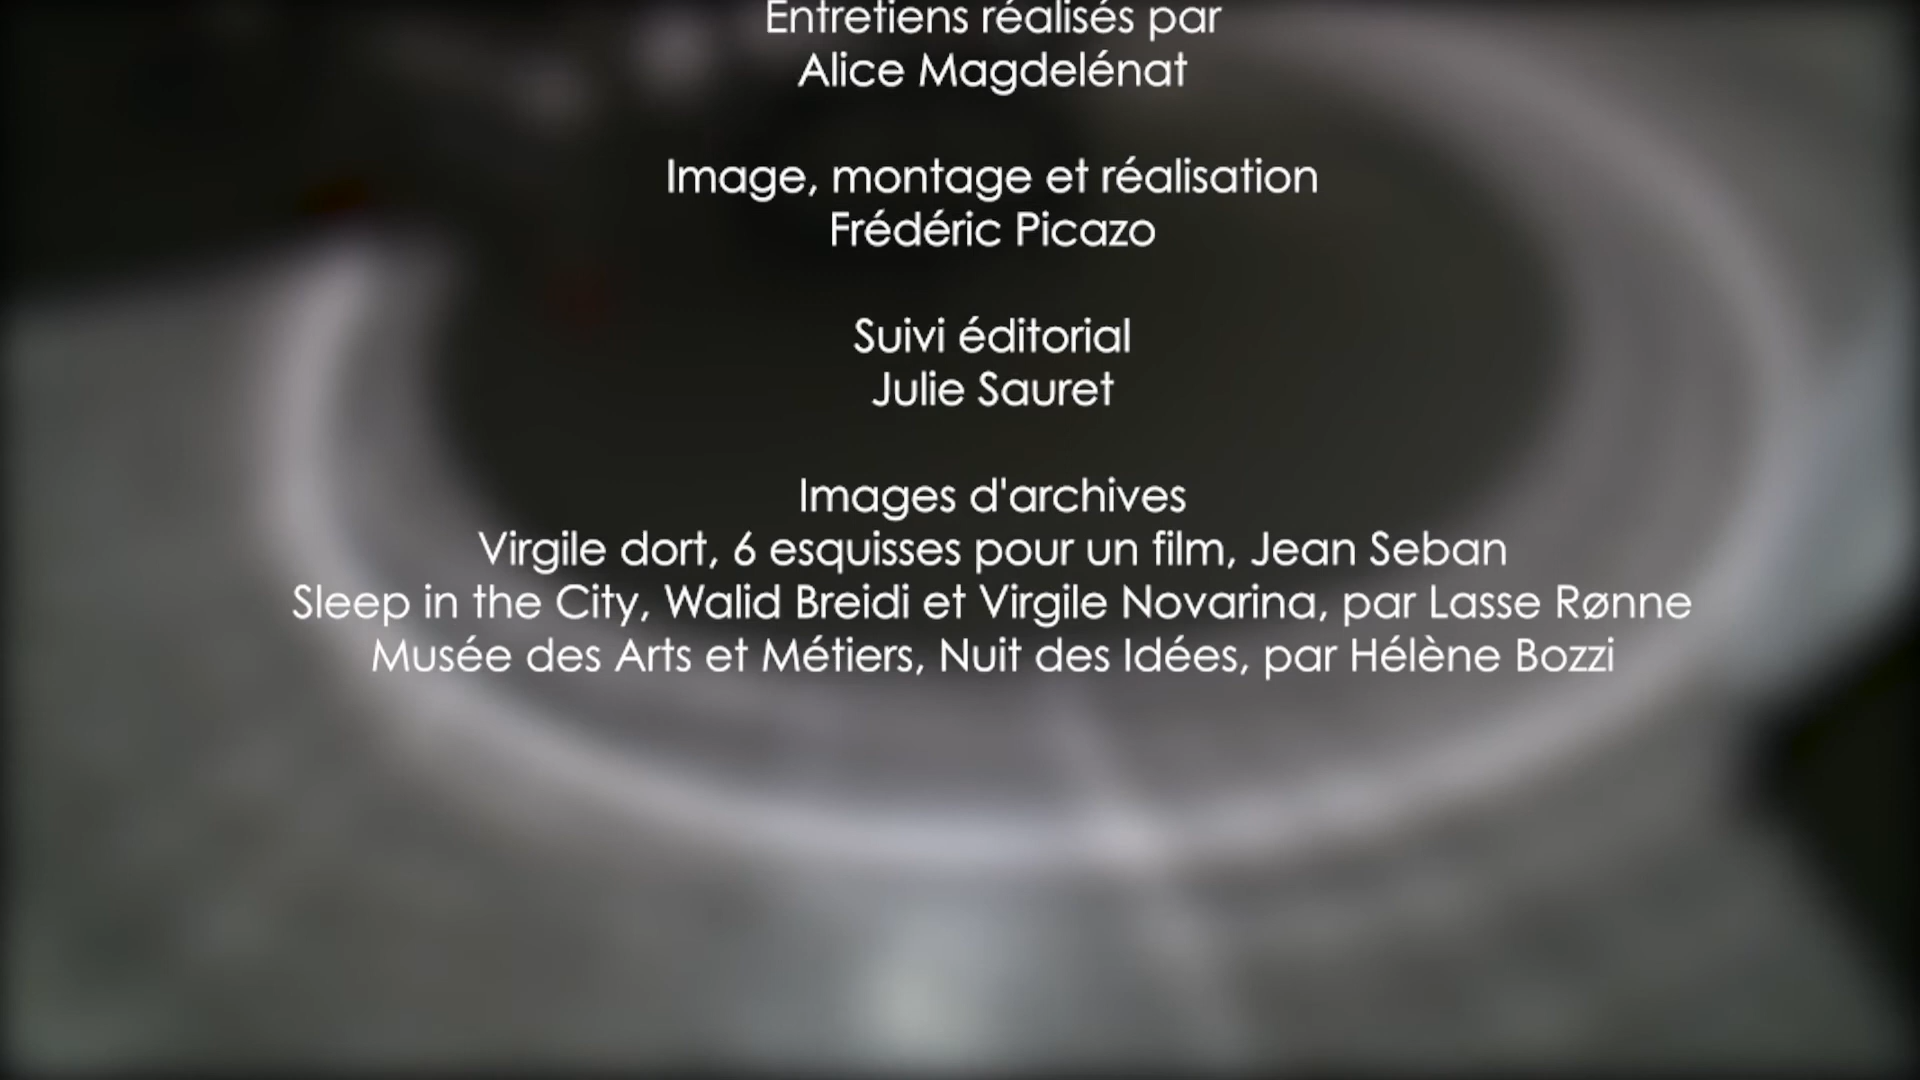 Entretiens réalisés par
Alice Magdelénat
Image, montage et réalisation
Frédéric Picazo
Suivi éditorial
Julie Sauret
Images d'archives
Virgile dort, 6 esquisses pour un film, Jean Seban
Sleep in the City, Walid Breidi et Virgile Novarina, par Lasse Rønne
Musée des Arts et Métiers, Nuit des Idées, par Hélène Bozzi